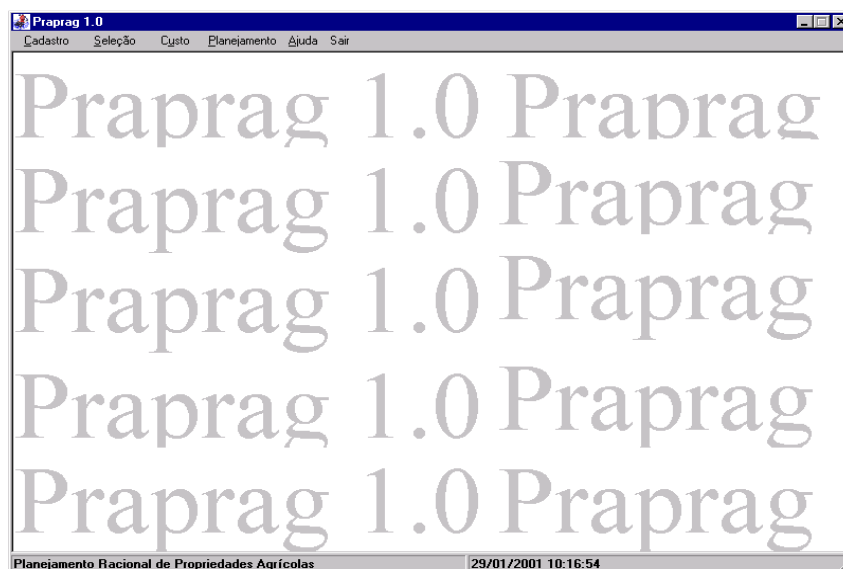 Praprag 1.0
Cadastro Seleção Custo Planejamento Ajuda Sair
Praprag 1.0 Praprag
Praprag 1.0 Praprag
Praprag 1.0 Praprag
Praprag 1.0 Praprag
Praprag 1.0 Praprag
Planejamento Racional de Propriedades Agrícolas 29/01/2001 10:16:54